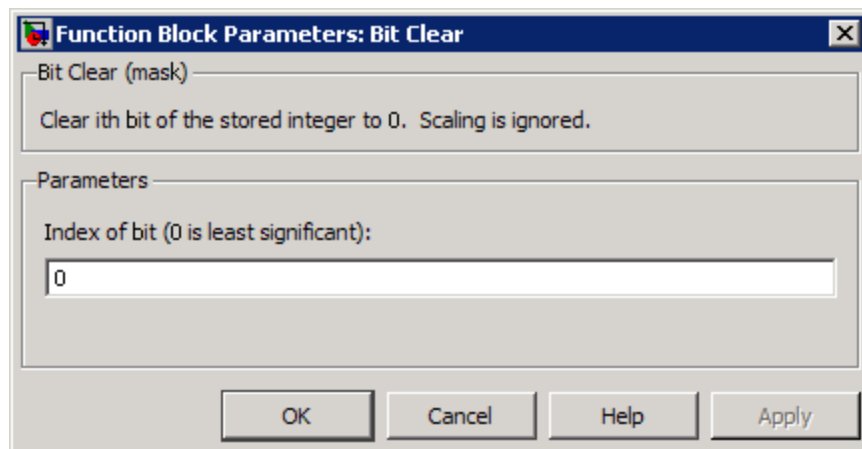 Function Block Parameters: Bit Clear
Bit Clear (mask)
Clear ith bit of the stored integer to 0.  Scaling is ignored.
Parameters
Index of bit (0 is least significant):
0
OK Cancel Help Apply